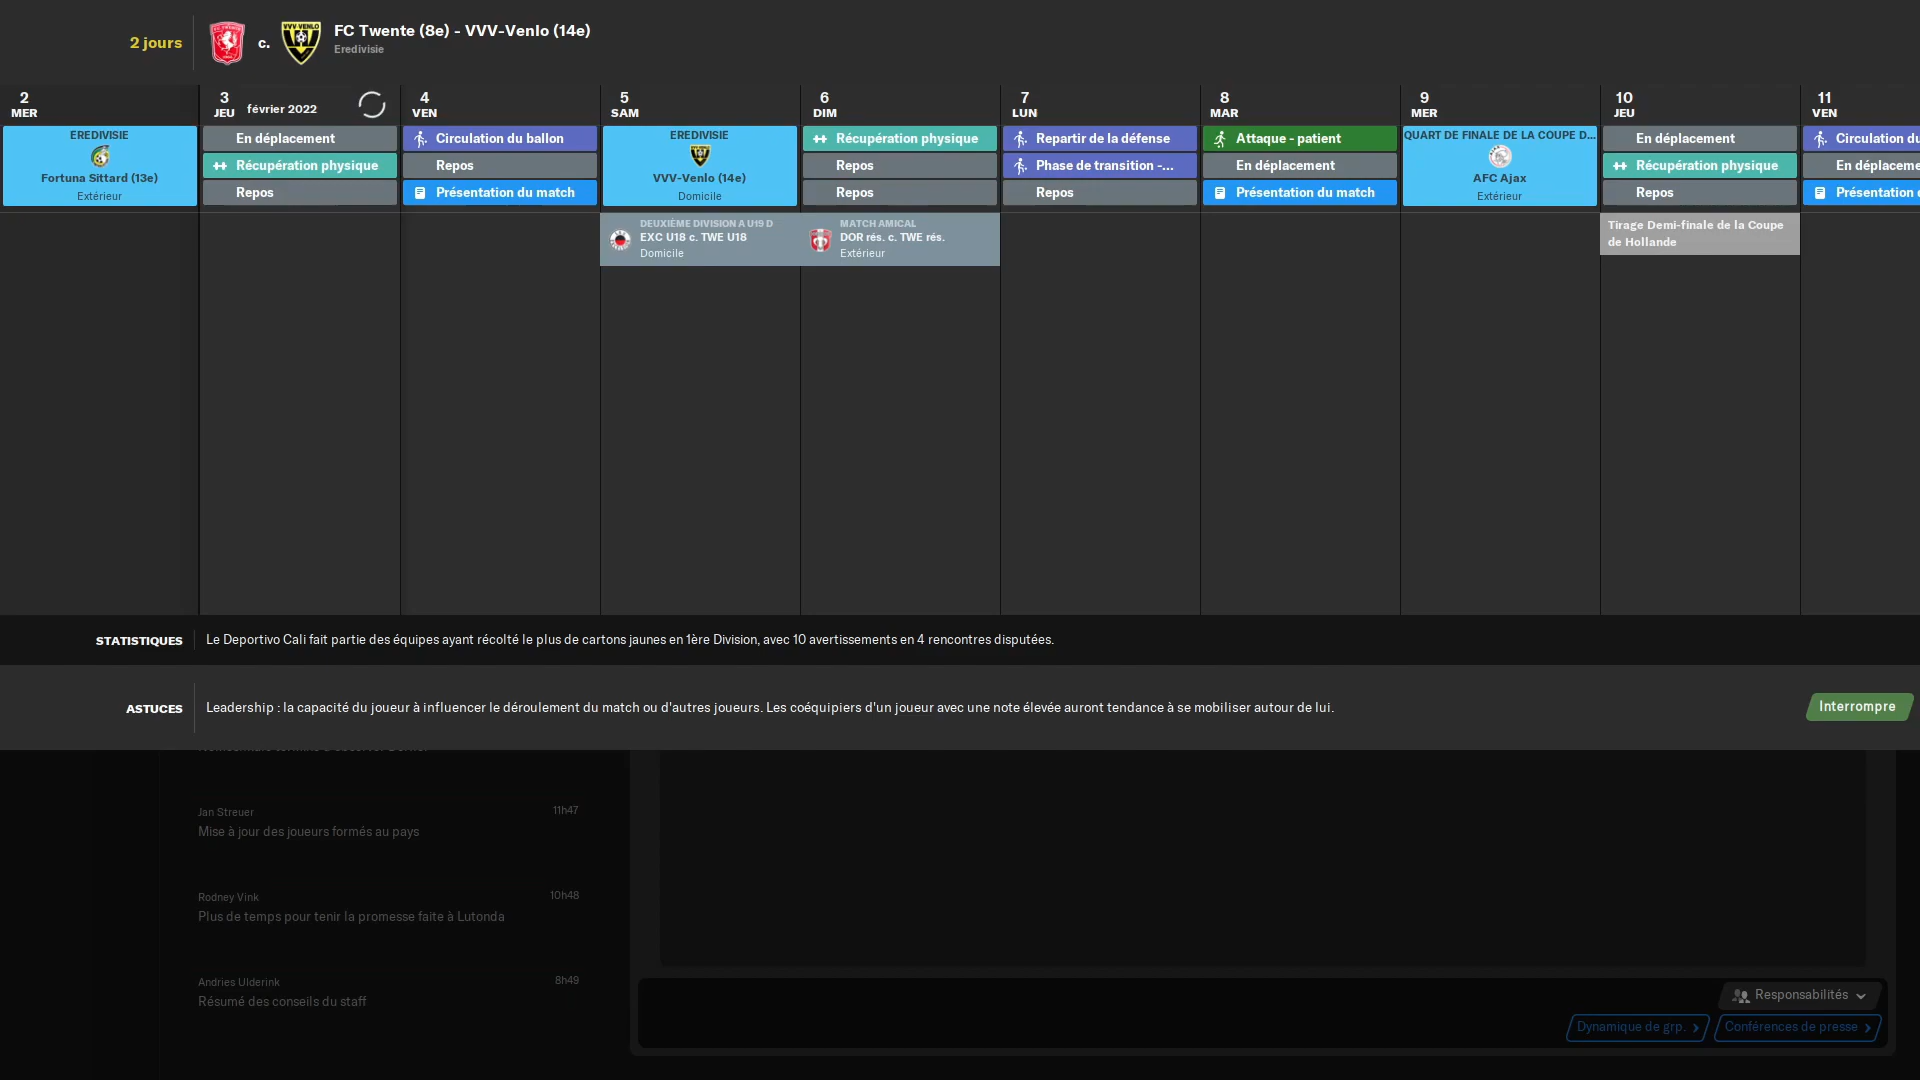 2 jours
c.
FC Twente (8e) - VVV-Venlo (14e)
Eredivisie
2
MER
3
JEU
février 2022
4
VEN
5
SAM
6
DIM
7
LUN
8
MAR
9
MER
10
JEU
11
VEN
EREDIVISIE
Fortuna Sittard (13e)
Extérieur
En déplacement
Récupération physique
Repos
Circulation du ballon
Repos
Présentation du match
EREDIVISIE
VVV-Venlo (14e)
Domicile
Récupération physique
Repos
Repos
Repartir de la défense
Phase de transition -...
Repos
Attaque - patient
En déplacement
Présentation du match
QUART DE FINALE DE LA COUPE D...
AFC Ajax
Extérieur
En déplacement
Récupération physique
Repos
Circulation du
En déplaceme
Présentation
DEUXIÈME DIVISION A U19 D
EXC U18 c. TWE U18
Domicile
MATCH AMICAL
DOR rés. c. TWE rés.
Extérieur
Tirage Demi-finale de la Coupe
de Hollande
STATISTIQUES
Le Deportivo Cali fait partie des équipes ayant récolté le plus de cartons jaunes en 1ère Division, avec 10 avertissements en 4 rencontres disputées.
ASTUCES
Leadership : la capacité du joueur à influencer le déroulement du match ou d'autres joueurs. Les coéquipiers d'un joueur avec une note élevée auront tendance à se mobiliser autour de lui.
Interrompre
Jan Streuer
11h47
Mise à jour des joueurs formés au pays
Rodney Vink
10h48
Plus de temps pour tenir la promesse faite à Lutonda
Andries Ulderink
8h49
Résumé des conseils du staff
Responsabilités
Dynamique de grp.
Conférences de presse